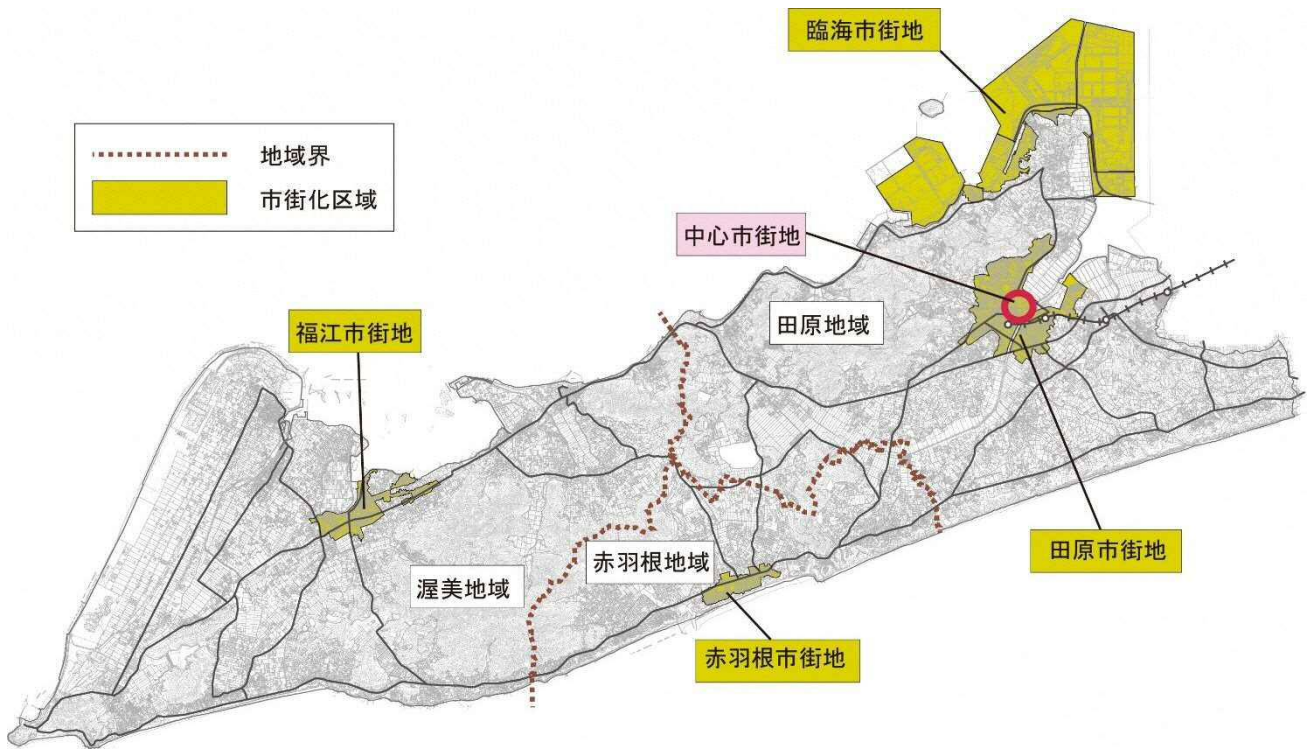 臨海市街地
地域界
市街化区域
中心市街地
田原地域
福江市街地
田原市街地
赤羽根地域
渥美地域
赤羽根市街地